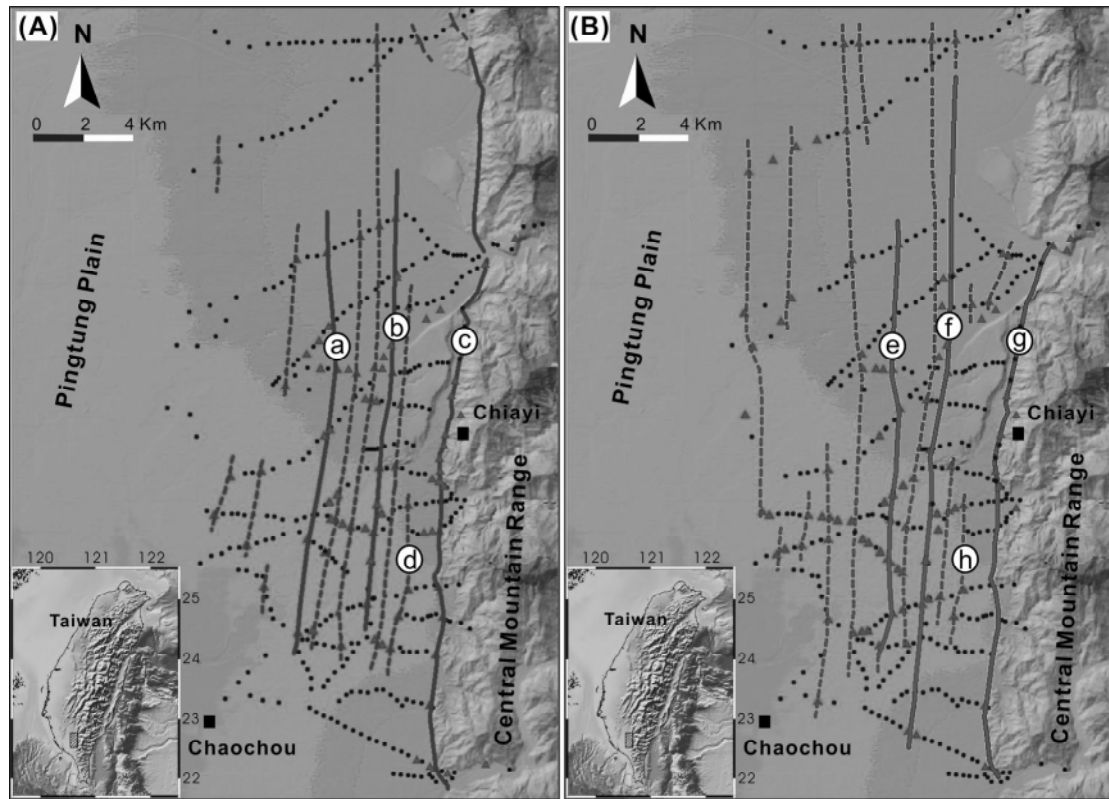 (A)
N
0 2 4 Km
Pingtung Plain
a
b
c
Chiayi
d
Central Mountain Range
120 121 122
Taiwan
25
24
23
22
Chaochou
(B)
N
0 2 4 Km
Pingtung Plain
e
f
g
Chiayi
h
Central Mountain Range
120 121 122
Taiwan
25
24
23
22
Chaochou